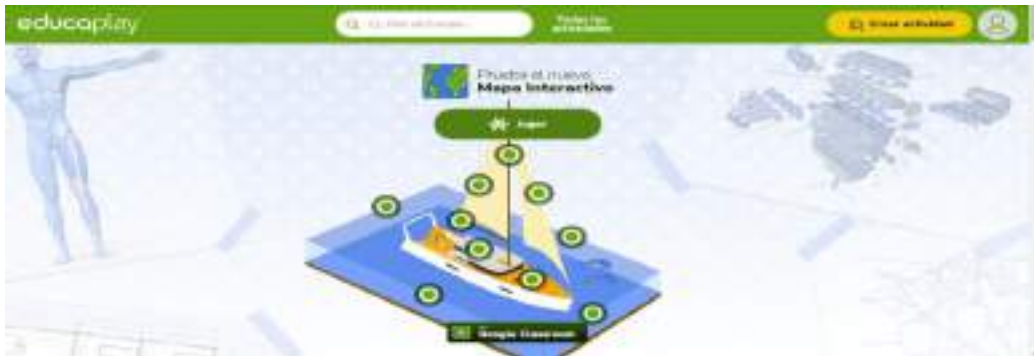 educaplay
Todas las
actividades
Crear actividad
Prueba el nuevo
Mapa Interactivo
Jugar
Google Classroom